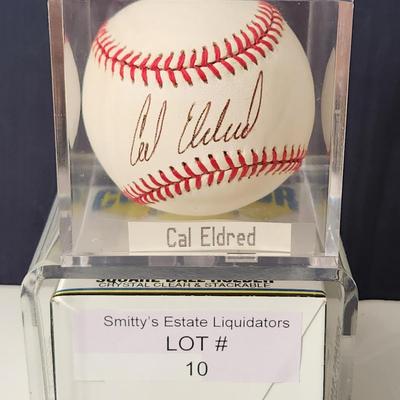 Cal Eldred
Cal Eldred
SQUARE BALL HOLDER
CRYSTAL CLEAR & STACKABLE
Smitty's Estate Liquidators
LOT #
10